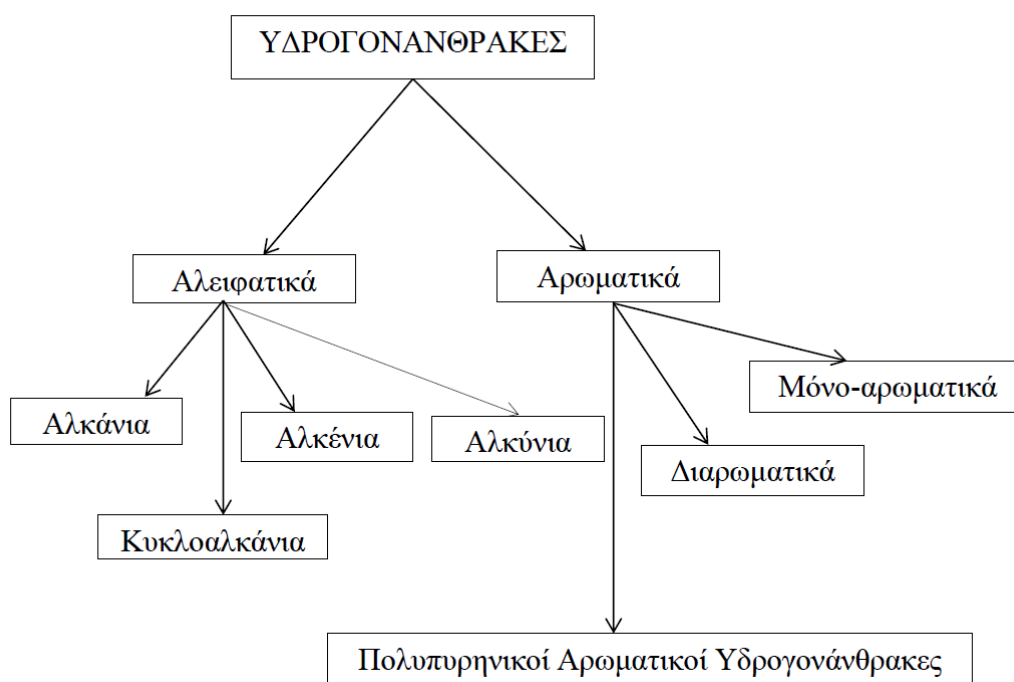 ΥΔΡΟΓΟΝΑΝΘΡΑΚΕΣ
Αλειφατικά
Αρωματικά
Μόνο-αρωματικά
Αλκάνια
Αλκένια
Αλκύνια
Διαρωματικά
Κυκλοαλκάνια
Πολυπυρηνικοί Αρωματικοί Υδρογονάνθρακες